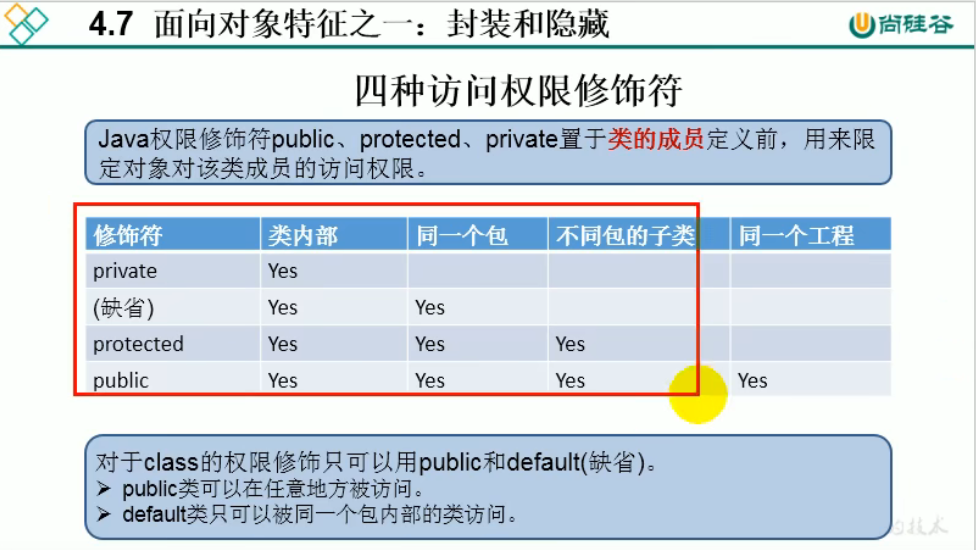 4.7 面向对象特征之一：封装和隐藏
尚硅谷
四种访问权限修饰符
Java权限修饰符public、protected、private置于类的成员定义前，用来限
定对象对该类成员的访问权限。
修饰符 类内部 同一个包 不同包的子类 同一个工程
private Yes
(缺省) Yes Yes
protected Yes Yes Yes
public Yes Yes Yes Yes
对于class的权限修饰只可以用public和default(缺省)。
➢ public类可以在任意地方被访问。
➢ default类只可以被同一个包内部的类访问。
的技术